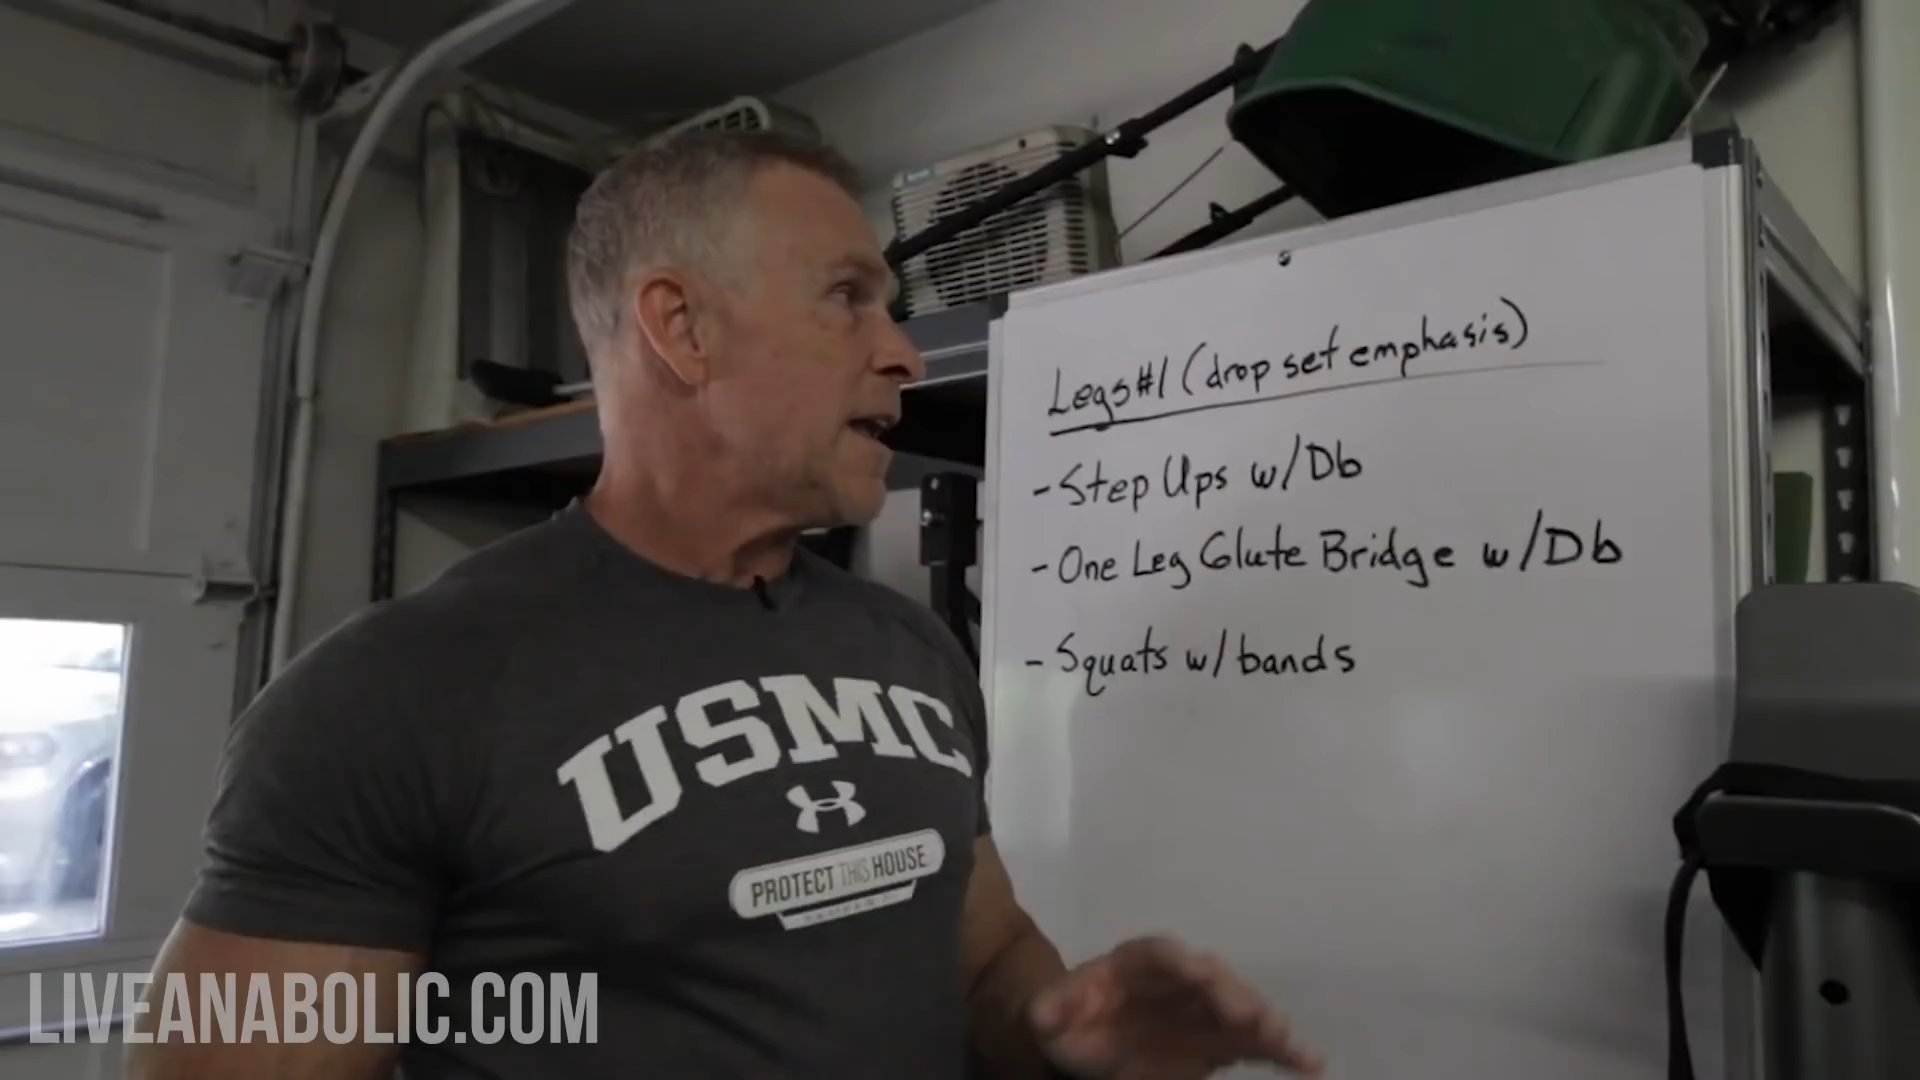 Legs #1 (drop set emphasis)
- Step Ups w/Db
- One Leg Glute Bridge w/Db
- Squats w/bands
USMC
PROTECT THIS HOUSE
LIVEANABOLIC.COM